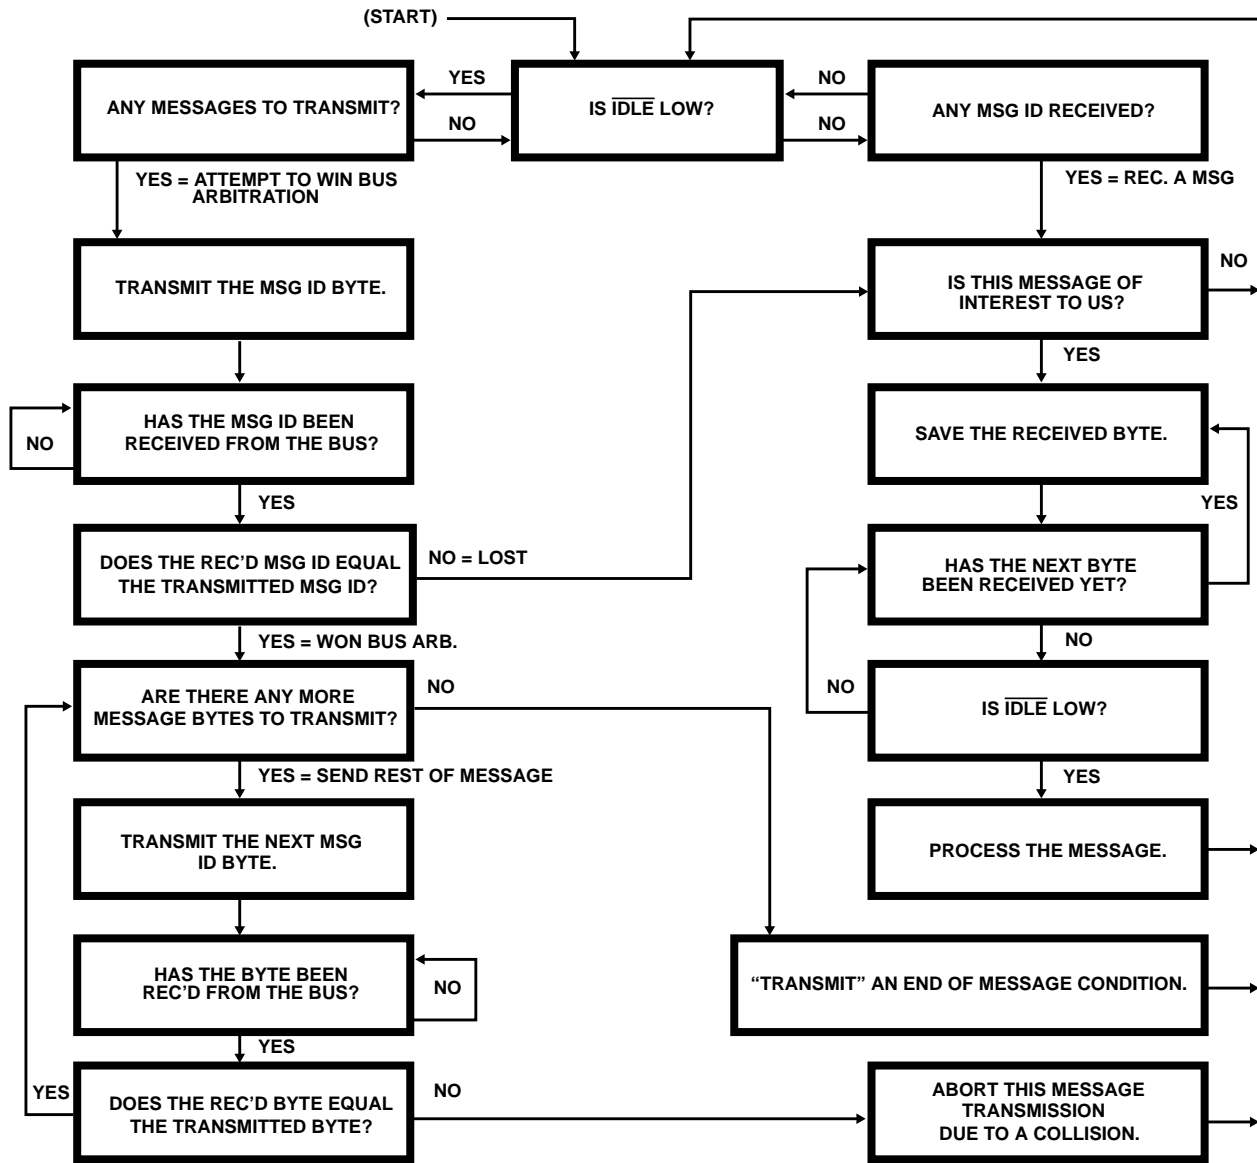 (START)
ANY MESSAGES TO TRANSMIT?
YES
NO
IS IDLE LOW?
NO
NO
ANY MSG ID RECEIVED?
YES = ATTEMPT TO WIN BUS
ARBITRATION
YES = REC. A MSG
TRANSMIT THE MSG ID BYTE.
IS THIS MESSAGE OF
INTEREST TO US?
NO
YES
HAS THE MSG ID BEEN
RECEIVED FROM THE BUS?
NO
YES
SAVE THE RECEIVED BYTE.
YES
DOES THE REC’D MSG ID EQUAL
THE TRANSMITTED MSG ID?
NO = LOST
HAS THE NEXT BYTE
BEEN RECEIVED YET?
YES = WON BUS ARB.
NO
ARE THERE ANY MORE
MESSAGE BYTES TO TRANSMIT?
NO
NO
IS IDLE LOW?
YES = SEND REST OF MESSAGE
YES
TRANSMIT THE NEXT MSG
ID BYTE.
PROCESS THE MESSAGE.
HAS THE BYTE BEEN
REC’D FROM THE BUS?
NO
“TRANSMIT” AN END OF MESSAGE CONDITION.
YES
YES
DOES THE REC’D BYTE EQUAL
THE TRANSMITTED BYTE?
NO
ABORT THIS MESSAGE
TRANSMISSION
DUE TO A COLLISION.